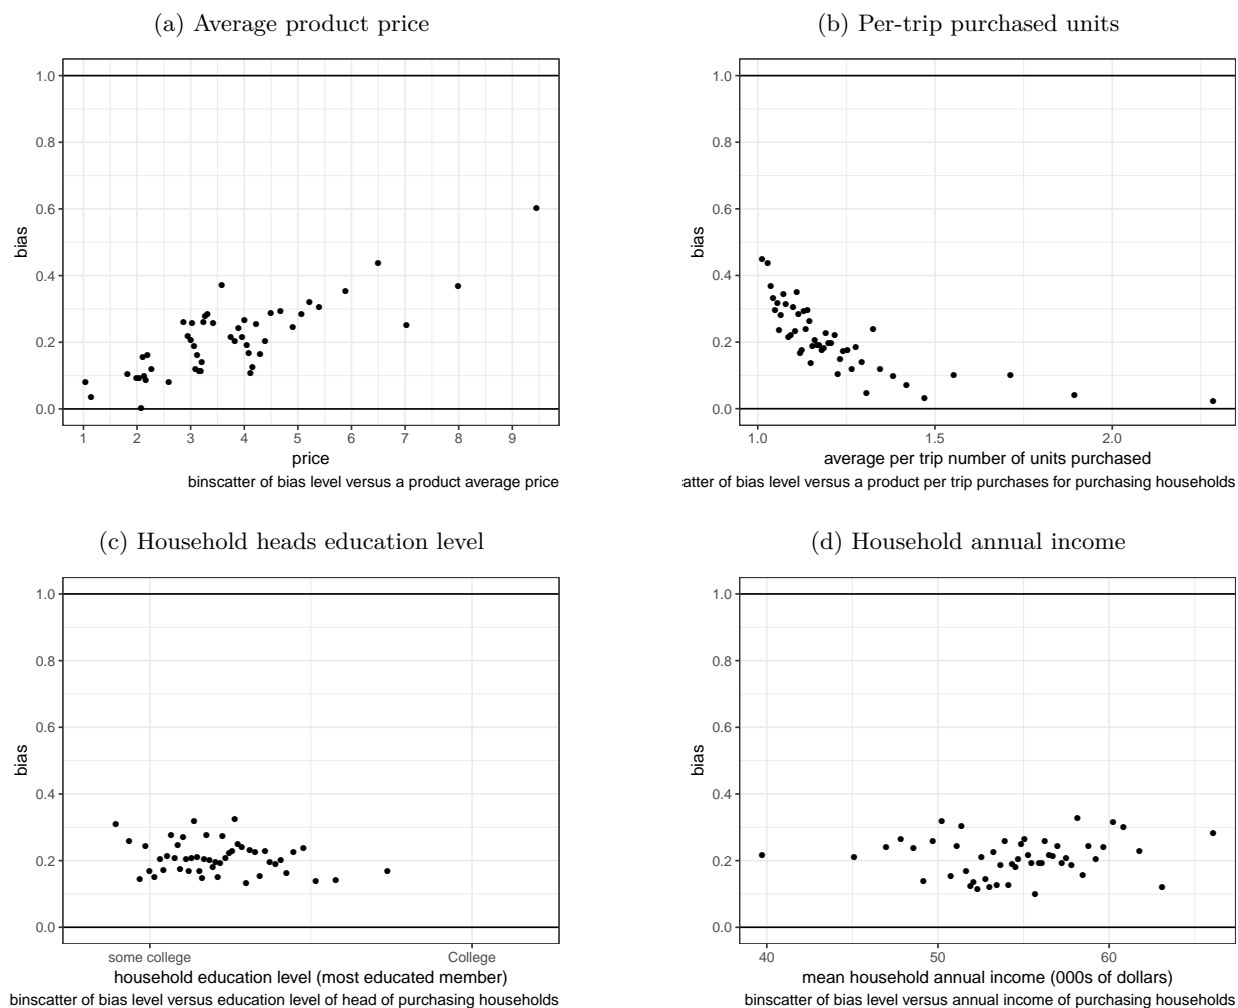 (a) Average product price
1.0
0.8
0.6
0.4
0.2
0.0
bias
1 2 3 4 5 6 7 8 9
price
binscatter of bias level versus a product average price
(b) Per-trip purchased units
1.0
0.8
0.6
0.4
0.2
0.0
bias
1.0 1.5 2.0
average per trip number of units purchased
of bias level versus a product per trip purchases for purchasing households
(c) Household heads education level
1.0
0.8
0.6
0.4
0.2
0.0
bias
some college College
household education level (most educated member)
binscatter of bias level versus education level of head of purchasing households
(d) Household annual income
1.0
0.8
0.6
0.4
0.2
0.0
bias
40 50 60
mean household annual income (000s of dollars)
binscatter of bias level versus annual income of purchasing households